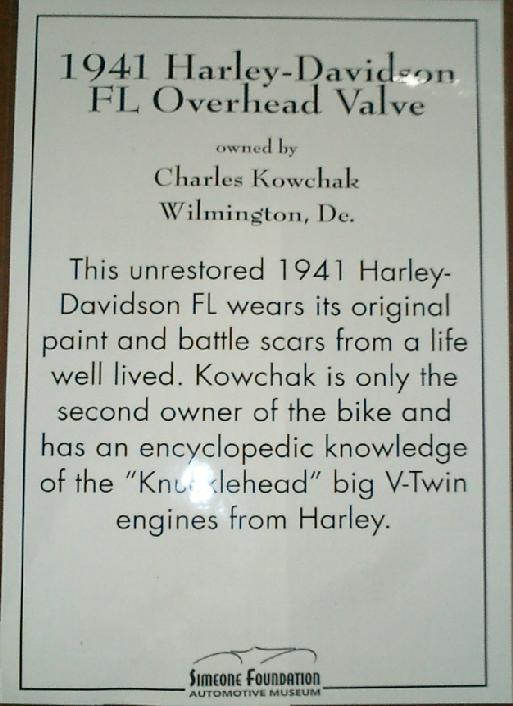 1941 Harley-Davidson
FL Overhead Valve
owned by
Charles Kowchak
Wilmington, De.
This unrestored 1941 Harley-
Davidson FL wears its original
paint and battle scars from a life
well lived. Kowchak is only the
second owner of the bike and
has an encyclopedic knowledge
of the "Knucklehead" big V-Twin
engines from Harley.
SIMEONE FOUNDATION
AUTOMOTIVE MUSEUM